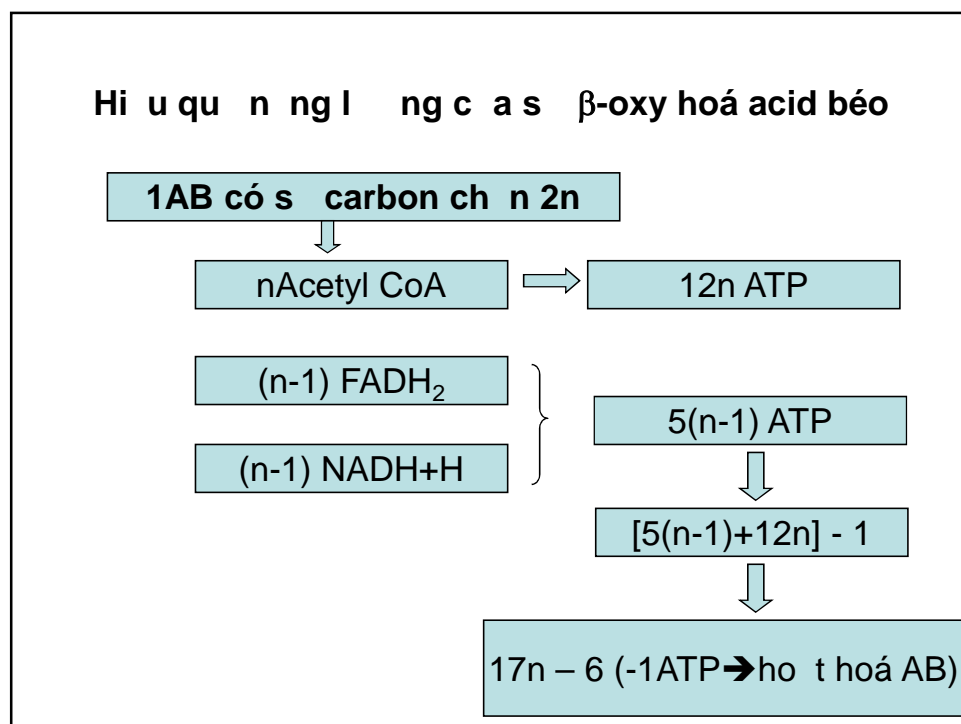 Hi u qu n ng l ng c a s β-oxy hoá acid béo
1AB có s carbon ch n 2n
nAcetyl CoA
12n ATP
(n-1) FADH₂
5(n-1) ATP
(n-1) NADH+H
[5(n-1)+12n] - 1
17n – 6 (-1ATP➔ho t hoá AB)